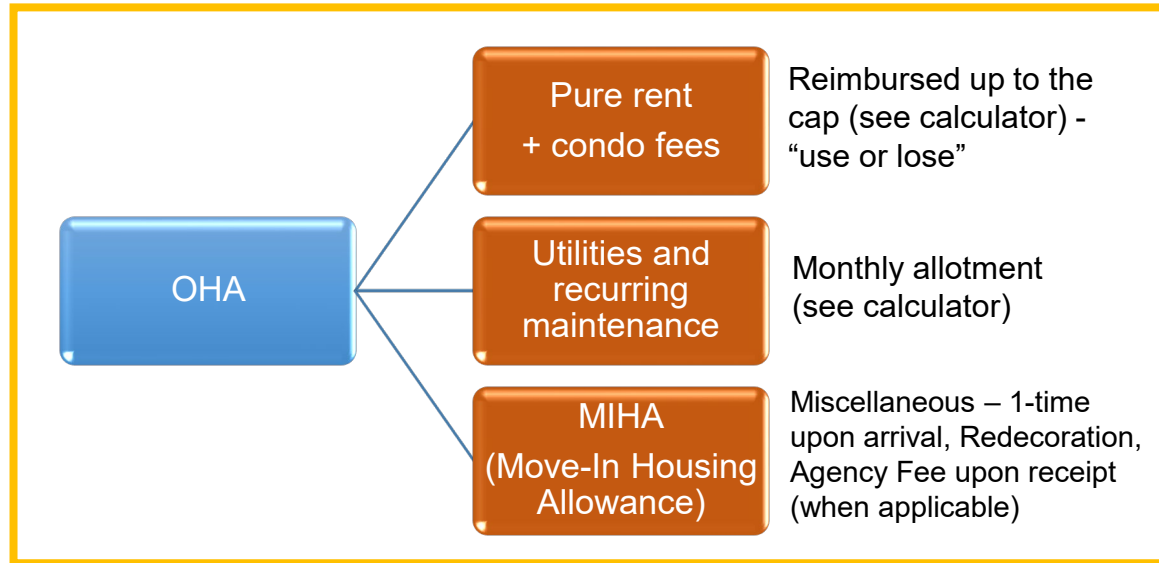 OHA
Pure rent
+ condo fees
Reimbursed up to the
cap (see calculator) -
“use or lose”
Utilities and
recurring
maintenance
Monthly allotment
(see calculator)
MIHA
(Move-In Housing
Allowance)
Miscellaneous – 1-time
upon arrival, Redecoration,
Agency Fee upon receipt
(when applicable)